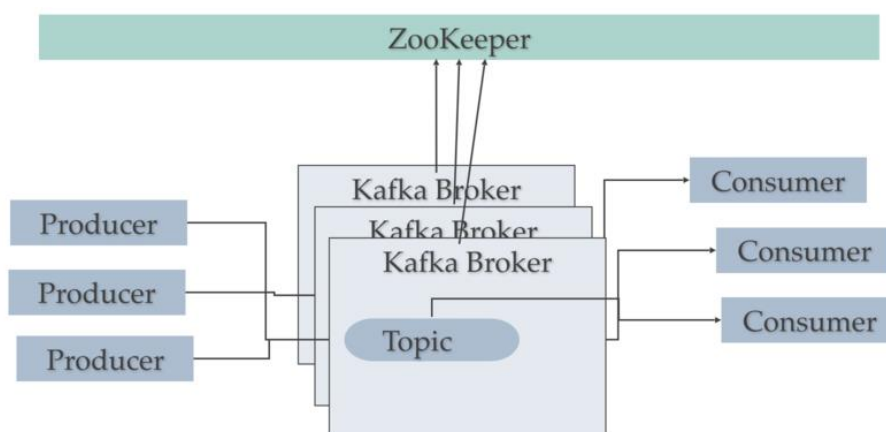 ZooKeeper
Kafka Broker
Kafka Broker
Kafka Broker
Topic
Producer
Producer
Producer
Consumer
Consumer
Consumer